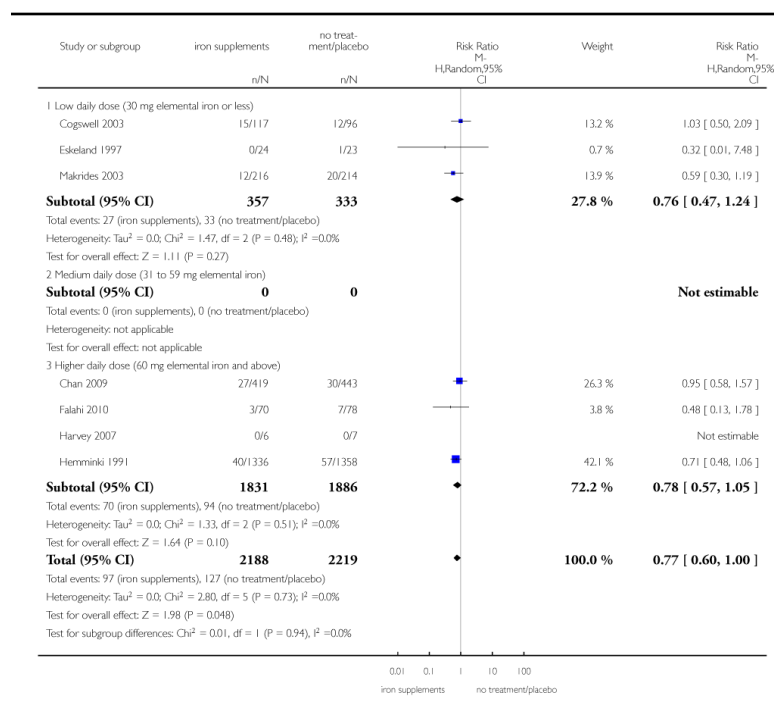 Study or subgroup iron supplements no treat-ment/placebo Risk Ratio Weight Risk Ratio
n/N n/N M-H,Random,95% CI M-H,Random,95% CI
1 Low daily dose (30 mg elemental iron or less)
Cogswell 2003 15/117 12/96 13.2 % 1.03 [ 0.50, 2.09 ]
Eskeland 1997 0/24 1/23 0.7 % 0.32 [ 0.01, 7.48 ]
Makrides 2003 12/216 20/214 13.9 % 0.59 [ 0.30, 1.19 ]
Subtotal (95% CI) 357 333 27.8 % 0.76 [ 0.47, 1.24 ]
Total events: 27 (iron supplements), 33 (no treatment/placebo)
Heterogeneity: Tau² = 0.0; Chi² = 1.47, df = 2 (P = 0.48); I² =0.0%
Test for overall effect: Z = 1.11 (P = 0.27)
2 Medium daily dose (31 to 59 mg elemental iron)
Subtotal (95% CI) 0 0 Not estimable
Total events: 0 (iron supplements), 0 (no treatment/placebo)
Heterogeneity: not applicable
Test for overall effect: not applicable
3 Higher daily dose (60 mg elemental iron and above)
Chan 2009 27/419 30/443 26.3 % 0.95 [ 0.58, 1.57 ]
Falahi 2010 3/70 7/78 3.8 % 0.48 [ 0.13, 1.78 ]
Harvey 2007 0/6 0/7 Not estimable
Hemminki 1991 40/1336 57/1358 42.1 % 0.71 [ 0.48, 1.06 ]
Subtotal (95% CI) 1831 1886 72.2 % 0.78 [ 0.57, 1.05 ]
Total events: 70 (iron supplements), 94 (no treatment/placebo)
Heterogeneity: Tau² = 0.0; Chi² = 1.33, df = 2 (P = 0.51); I² =0.0%
Test for overall effect: Z = 1.64 (P = 0.10)
Total (95% CI) 2188 2219 100.0 % 0.77 [ 0.60, 1.00 ]
Total events: 97 (iron supplements), 127 (no treatment/placebo)
Heterogeneity: Tau² = 0.0; Chi² = 2.80, df = 5 (P = 0.73); I² =0.0%
Test for overall effect: Z = 1.98 (P = 0.048)
Test for subgroup differences: Chi² = 0.01, df = 1 (P = 0.94), I² =0.0%
0.01 0.1 1 10 100
iron supplements no treatment/placebo